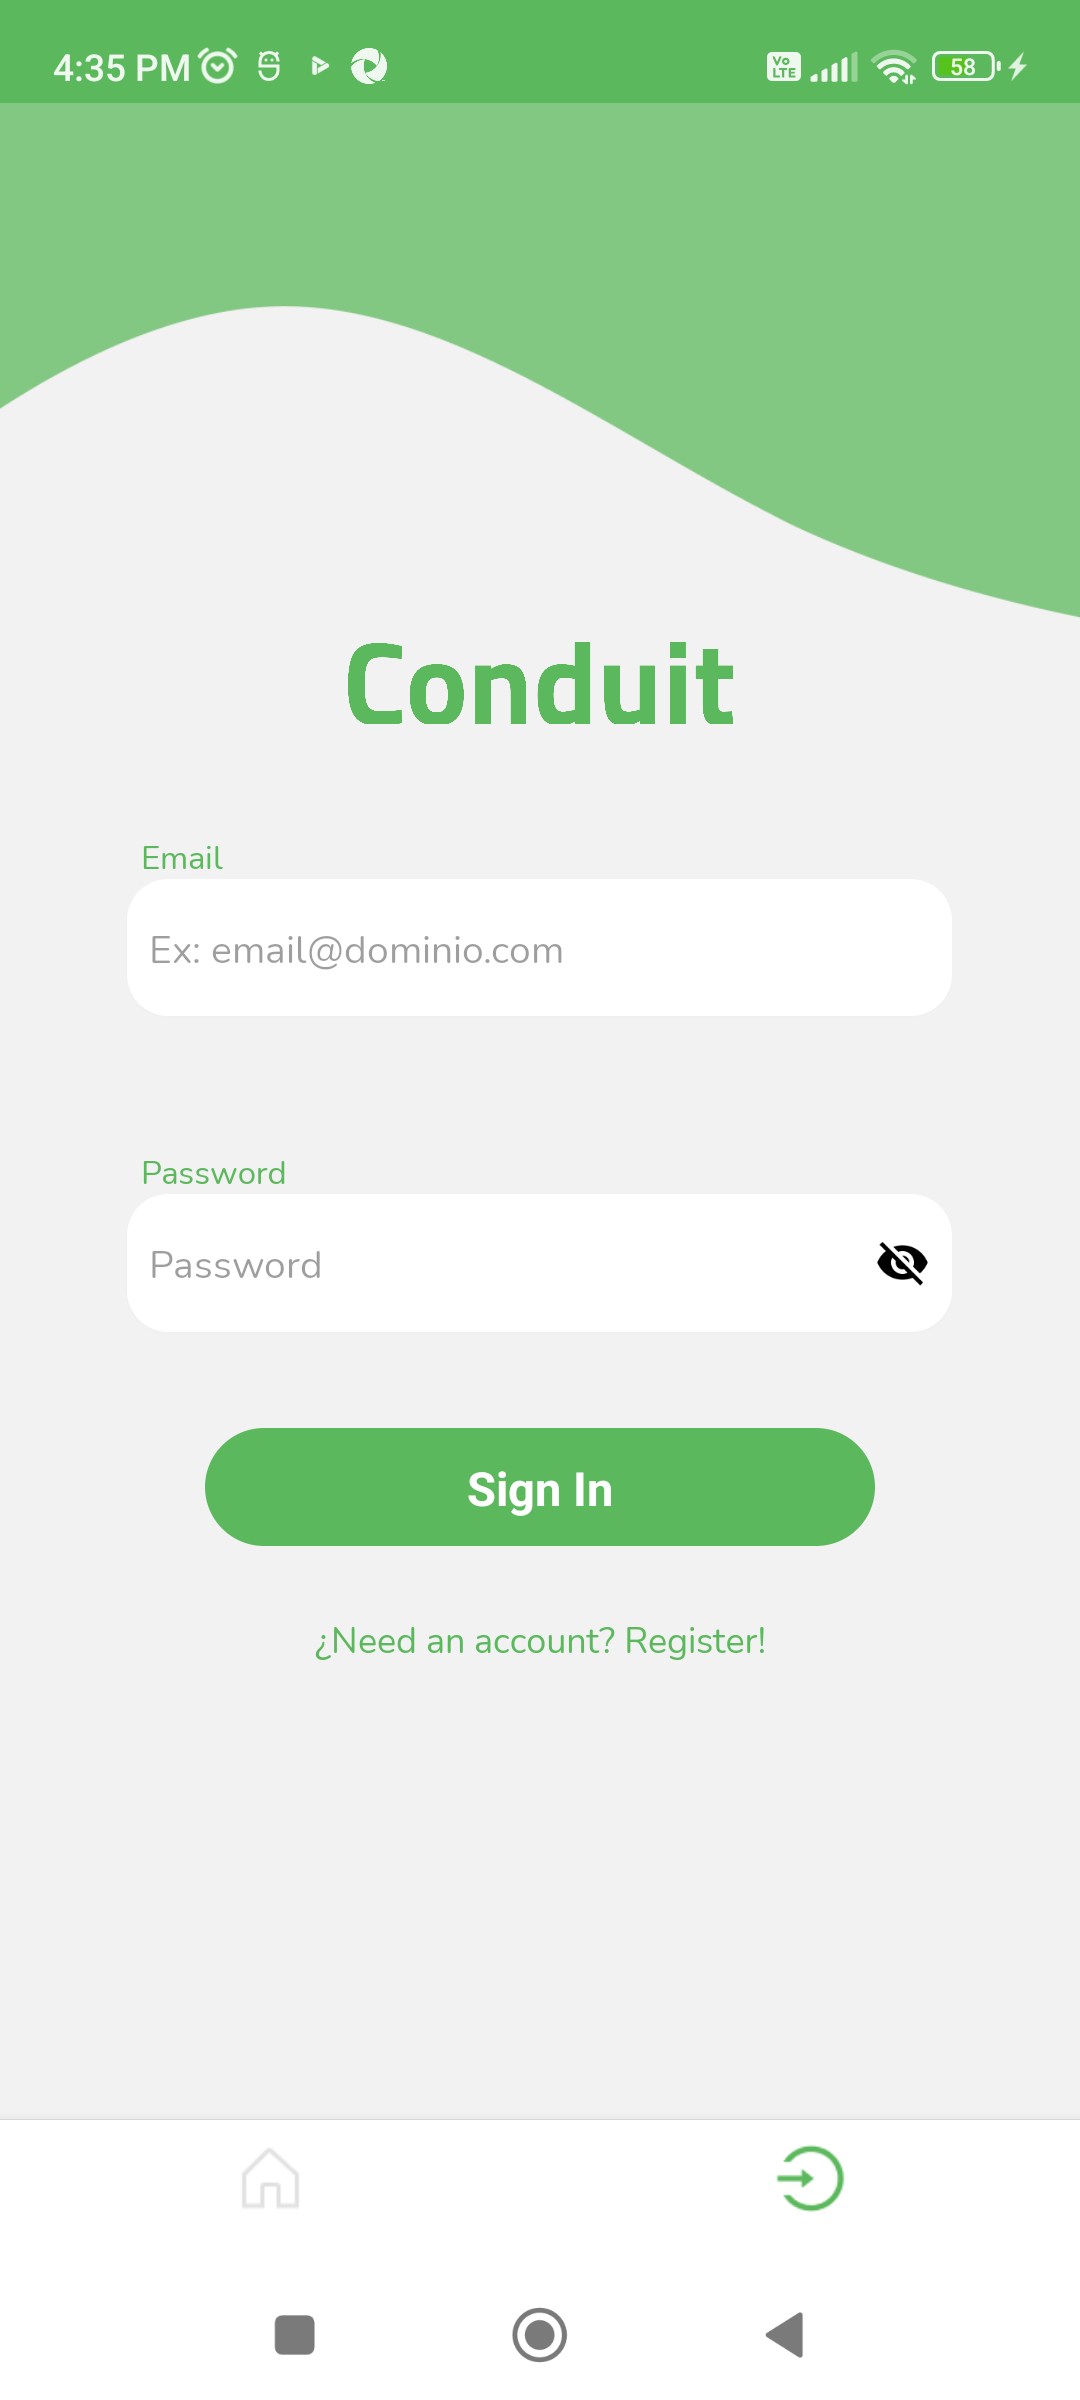 4:35 PM
Vo
LTE
58
Conduit
Email
Ex: email@dominio.com
Password
Password
Sign In
¿Need an account? Register!